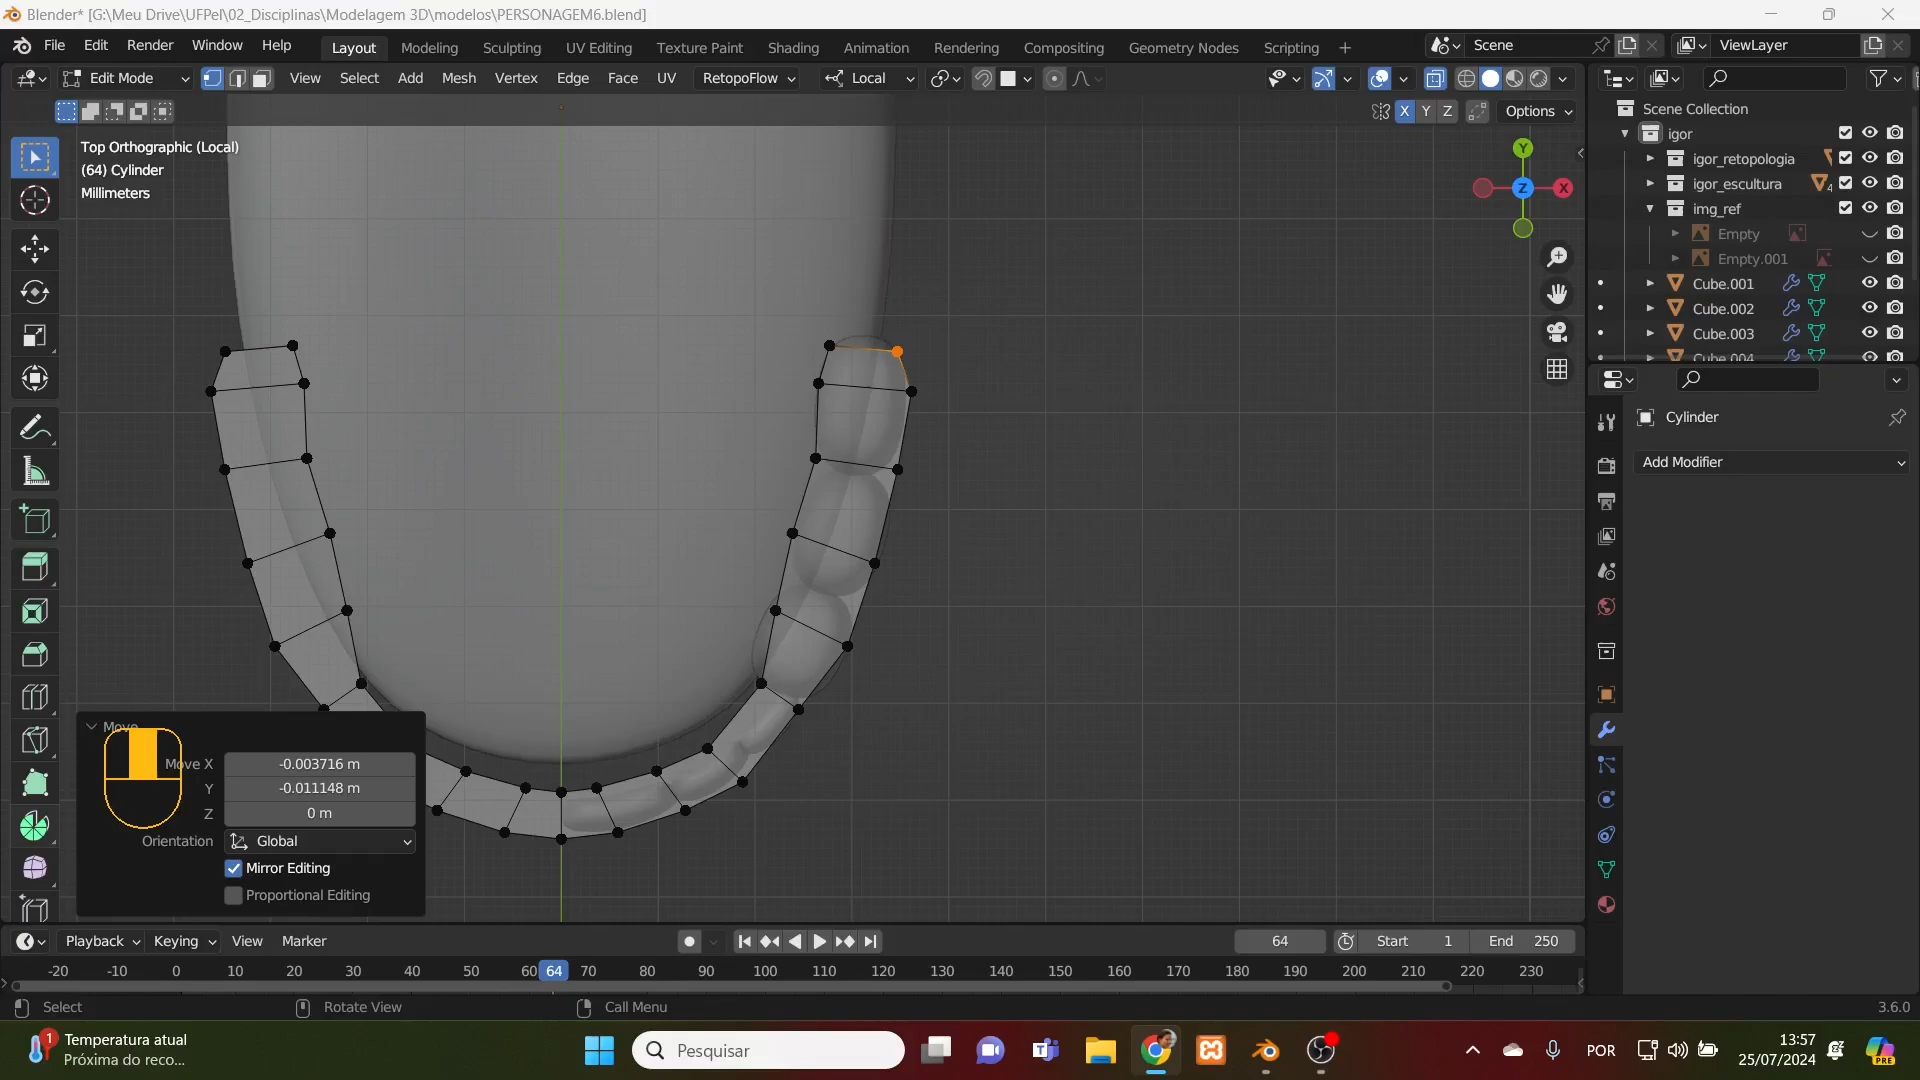 Blender* [G:\Meu Drive\UFPel\02_Disciplinas\Modelagem 3D\modelos\PERSONAGEM6.blend]
File Edit Render Window Help Layout Modeling Sculpting UV Editing Texture Paint Shading Animation Rendering Compositing Geometry Nodes Scripting + Scene ViewLayer
Edit Mode View Select Add Mesh Vertex Edge Face UV RetopoFlow Local
X Y Z Options
Top Orthographic (Local)
(64) Cylinder
Millimeters
Y
Z X
Scene Collection
igor
igor_retopologia
igor_escultura 4
img_ref
Empty
Empty.001
Cube.001
Cube.002
Cube.003
Cube.004
Cylinder
Add Modifier
Move
Move X -0.003716 m
Y -0.011148 m
Z 0 m
Orientation Global
Mirror Editing
Proportional Editing
Playback Keying View Marker 64 Start 1 End 250
-20 -10 0 10 20 30 40 50 60 64 70 80 90 100 110 120 130 140 150 160 170 180 190 200 210 220 230
Select Rotate View Call Menu 3.6.0
1 Temperatura atual
Próxima do reco...
Pesquisar
POR
13:57
25/07/2024
PRE